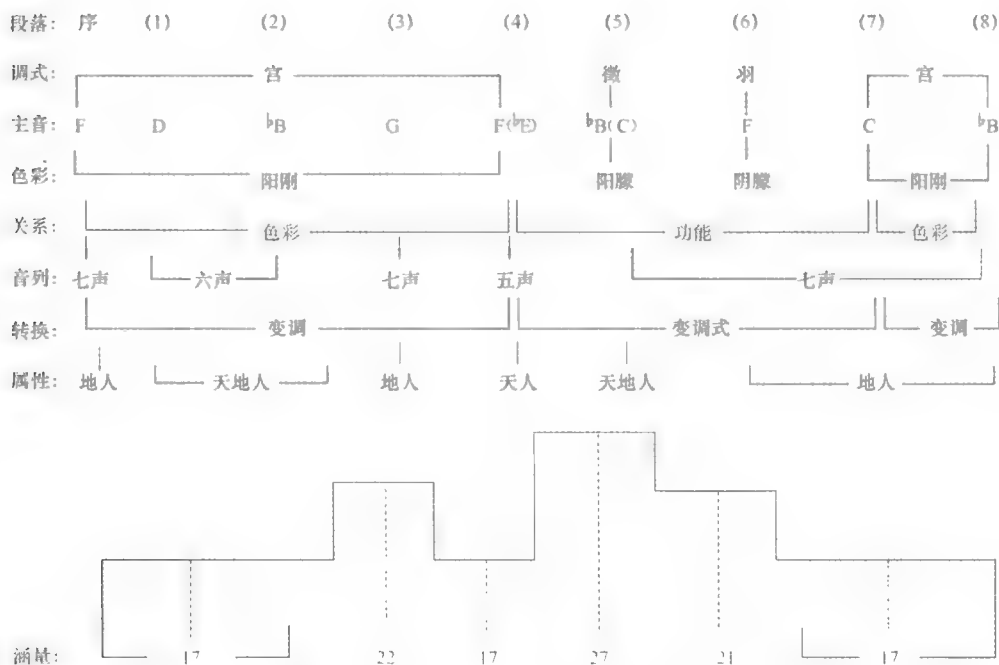 段落: 序 (1) (2) (3) (4) (5) (6) (7) (8)
调式: 宫 徵 羽 宫
主音: F D ♭B G F(♭E) ♭B(C) F C ♭B
色彩: 阳刚 阳朦 阴朦 阳刚
关系: 色彩 功能 色彩
音列: 七声 六声 七声 五声 七声
转换: 变调 变调式 变调
属性: 地人 天地人 地人 天人 天地人 地人
涵量: 17 22 17 27 21 17